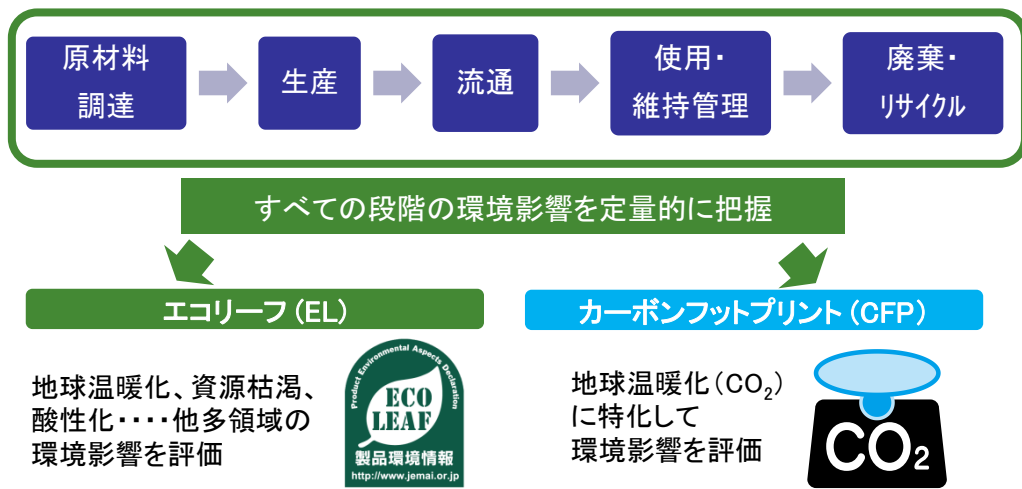 原材料
調達
生産
流通
使用・
維持管理
廃棄・
ﾘｻｲｸﾙ
すべての段階の環境影響を定量的に把握
エコリーフ(EL)
カーボンフットプリント(CFP)
地球温暖化、資源枯渇、
酸性化････他多領域の
環境影響を評価
Product Environmental Aspects Declaration
ECO
LEAF
製品環境情報
http://www.jemai.or.jp
地球温暖化(CO₂)
に特化して
環境影響を評価
CO₂